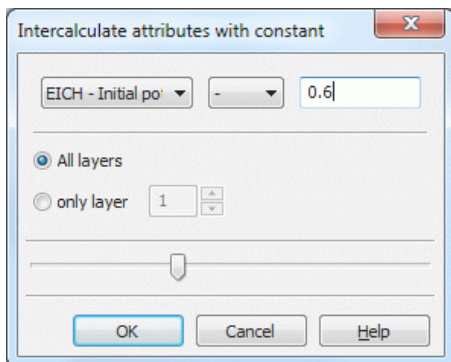 Intercalculate attributes with constant
EICH - Initial po - 0.6
All layers
only layer 1
OK Cancel Help